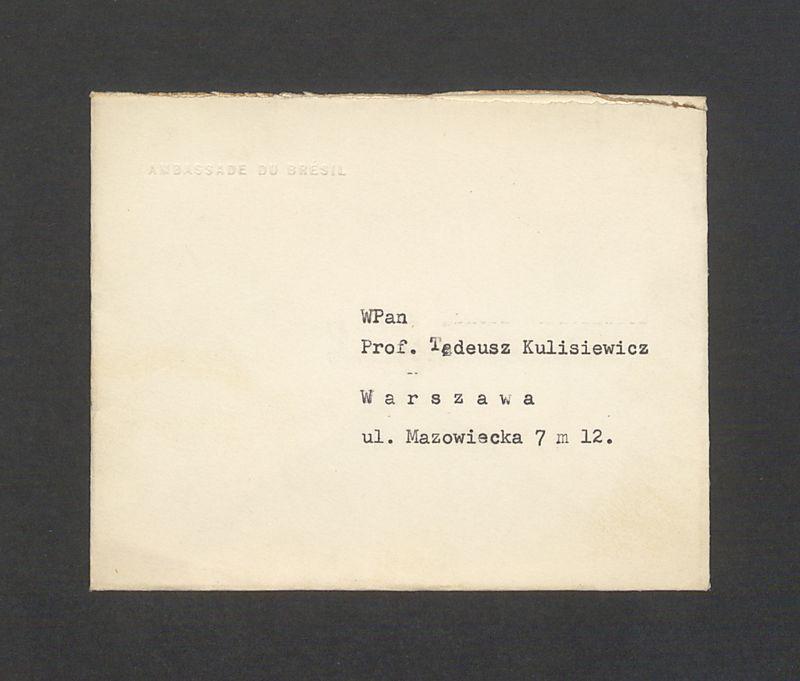 AMBASSADE DU BRÉSIL
WPan
Prof. Tadeusz Kulisiewicz
W a r s z a w a
ul. Mazowiecka 7 m 12.